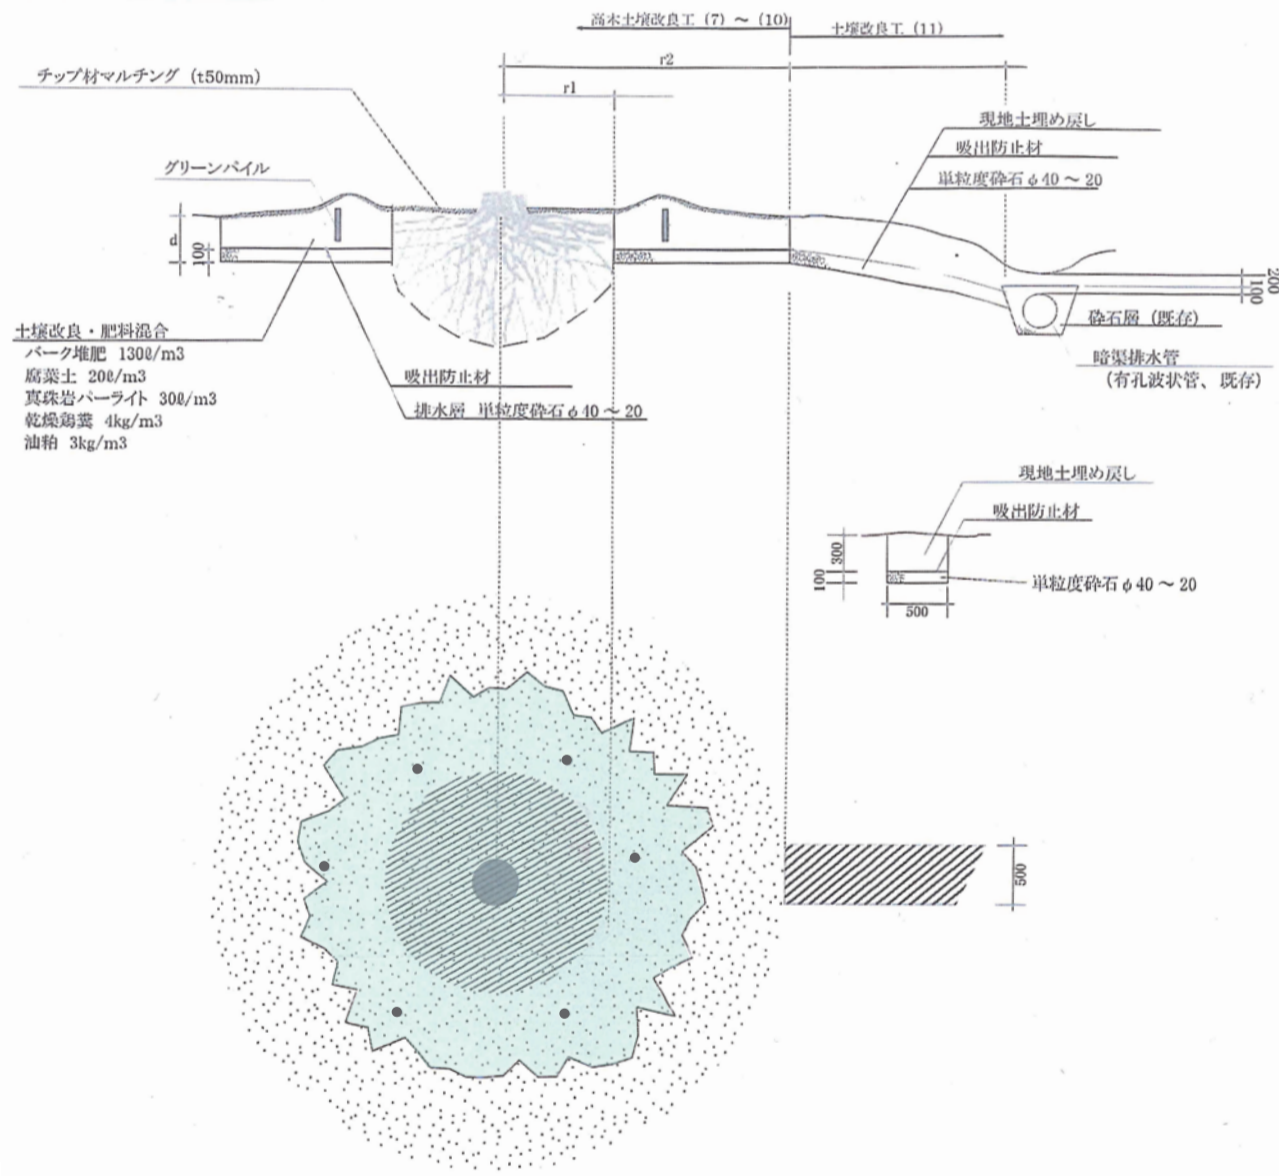 高木土壌改良工 (7) ～ (10)
土壌改良工 (11)
r2
r1
チップ材マルチング (t50mm)
グリーンパイル
現地土埋め戻し
吸出防止材
単粒度砕石φ40～20
d
100
200
100
砕石層 (既存)
暗渠排水管
(有孔波状管、既存)
土壌改良・肥料混合
バーク堆肥 130ℓ/m3
腐葉土 20ℓ/m3
真珠岩パーライト 30ℓ/m3
乾燥鶏糞 4kg/m3
油粕 3kg/m3
吸出防止材
排水層 単粒度砕石φ40～20
現地土埋め戻し
吸出防止材
300
100
単粒度砕石φ40～20
500
500